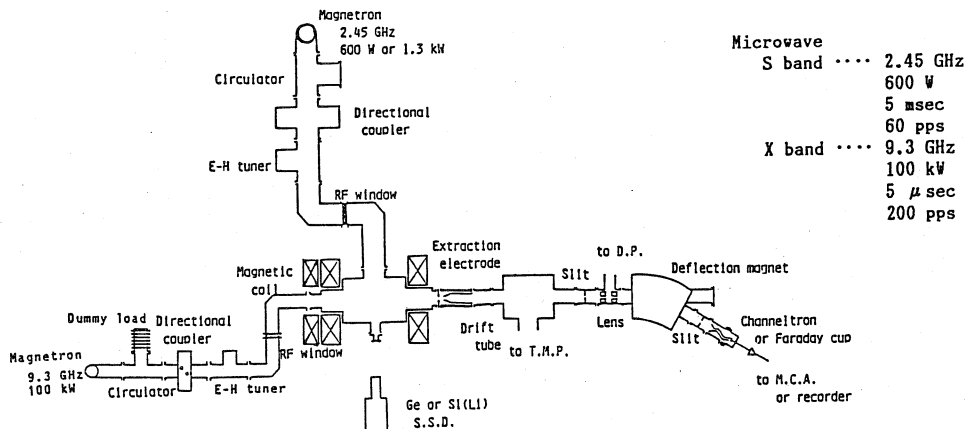 Magnetron
2.45 GHz
600 W or 1.3 kW
Circulator
Directional
coupler
E-H tuner
RF window
Microwave
S band ···· 2.45 GHz
600 W
5 msec
60 pps
X band ···· 9.3 GHz
100 kW
5 μsec
200 pps
Magnetic
coil
Extraction
electrode
to D.P.
Slit
Deflection magnet
Dummy load
Directional
coupler
RF window
Drift
tube
to T.M.P.
Lens
Slit
Channeltron
or Faraday cup
Magnetron
9.3 GHz
100 kW
Circulator
E-H tuner
to M.C.A.
or recorder
Ge or Si(Li)
S.S.D.